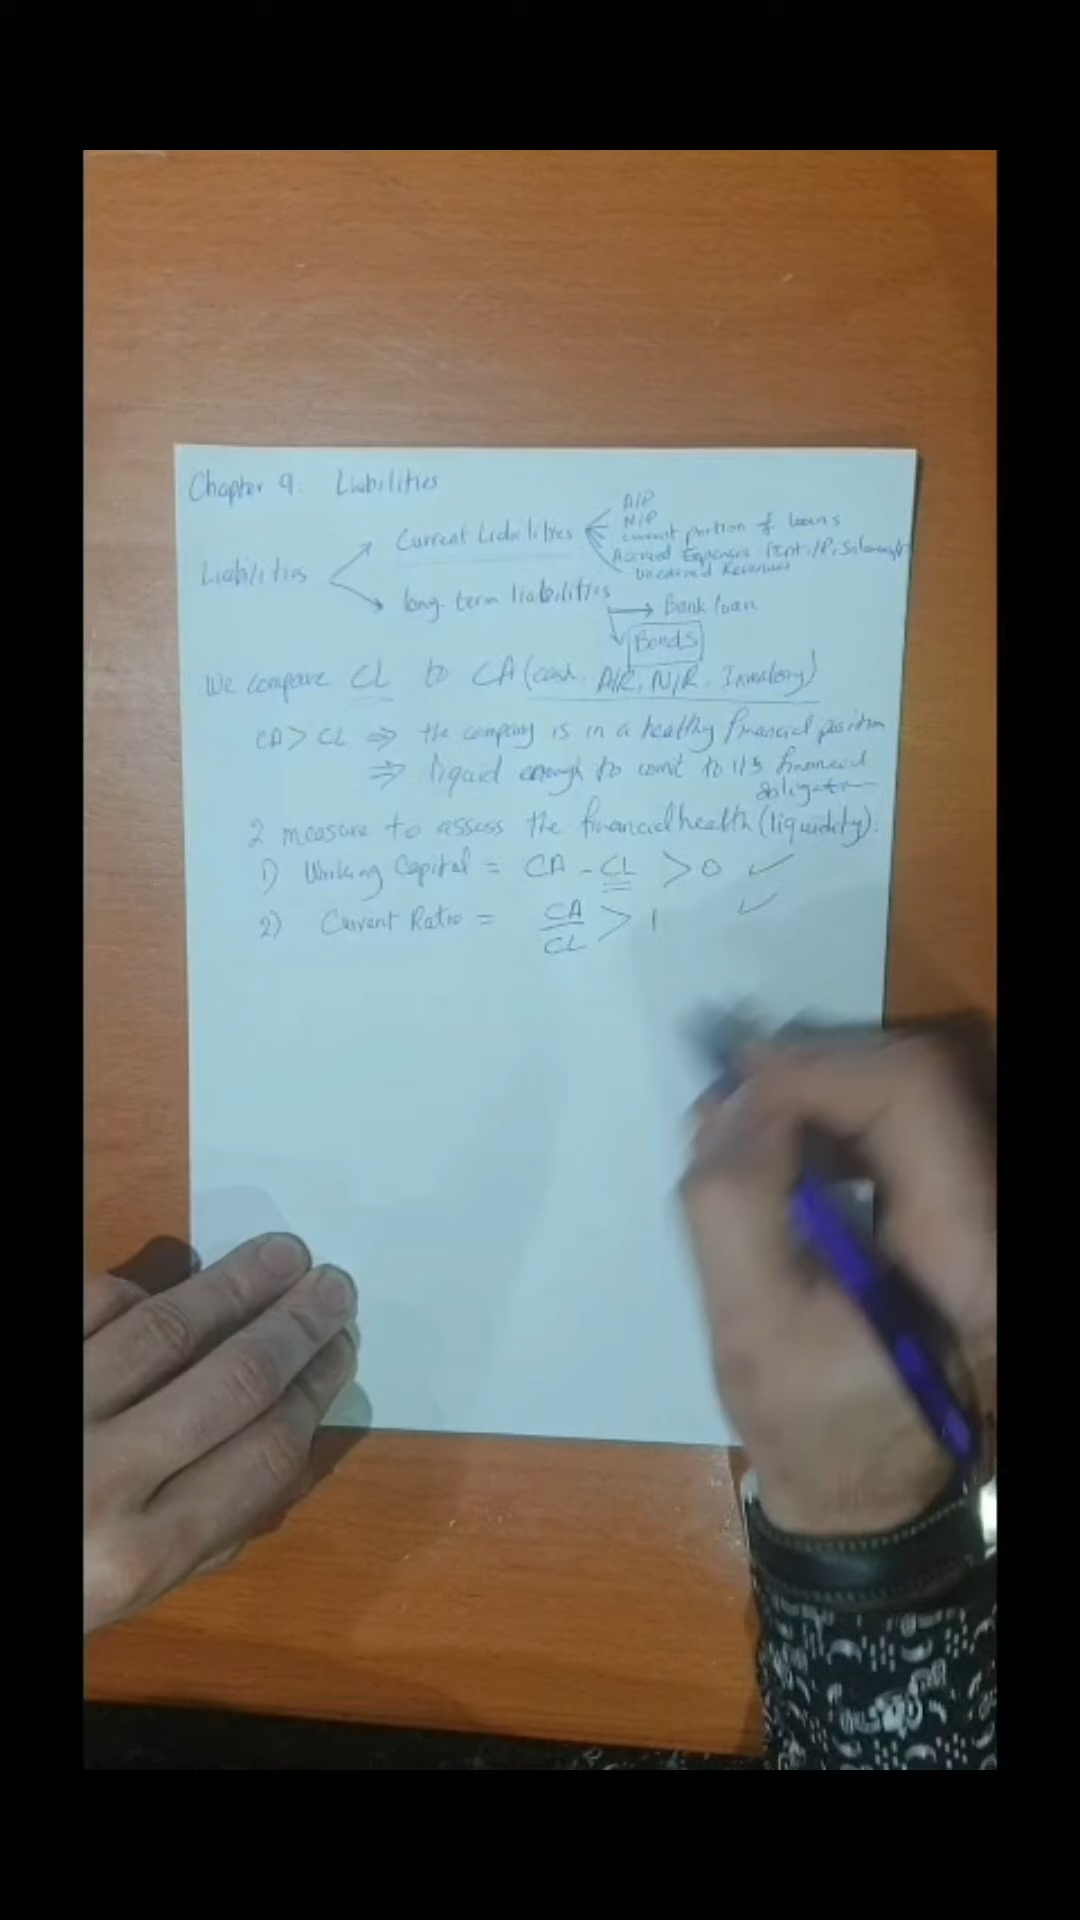 Chapter 9: Liabilities
A/P
N/P
Current Liabilities
current portion of loans
Accrued Expenses (Int./P, Salaries/P
Unearned Revenues
Liabilities
long-term liabilities
Bank loan
Bonds
We compare CL to CA (cash, A/R, N/R, Inventory)
CA > CL ⇒ the company is in a healthy financial position
⇒ liquid enough to comit to its financial
obligation
2 measure to assess the financial health (liquidity).
1) Working Capital = CA - CL > 0 ✓
2) Current Ratio = CA/CL > 1 ✓